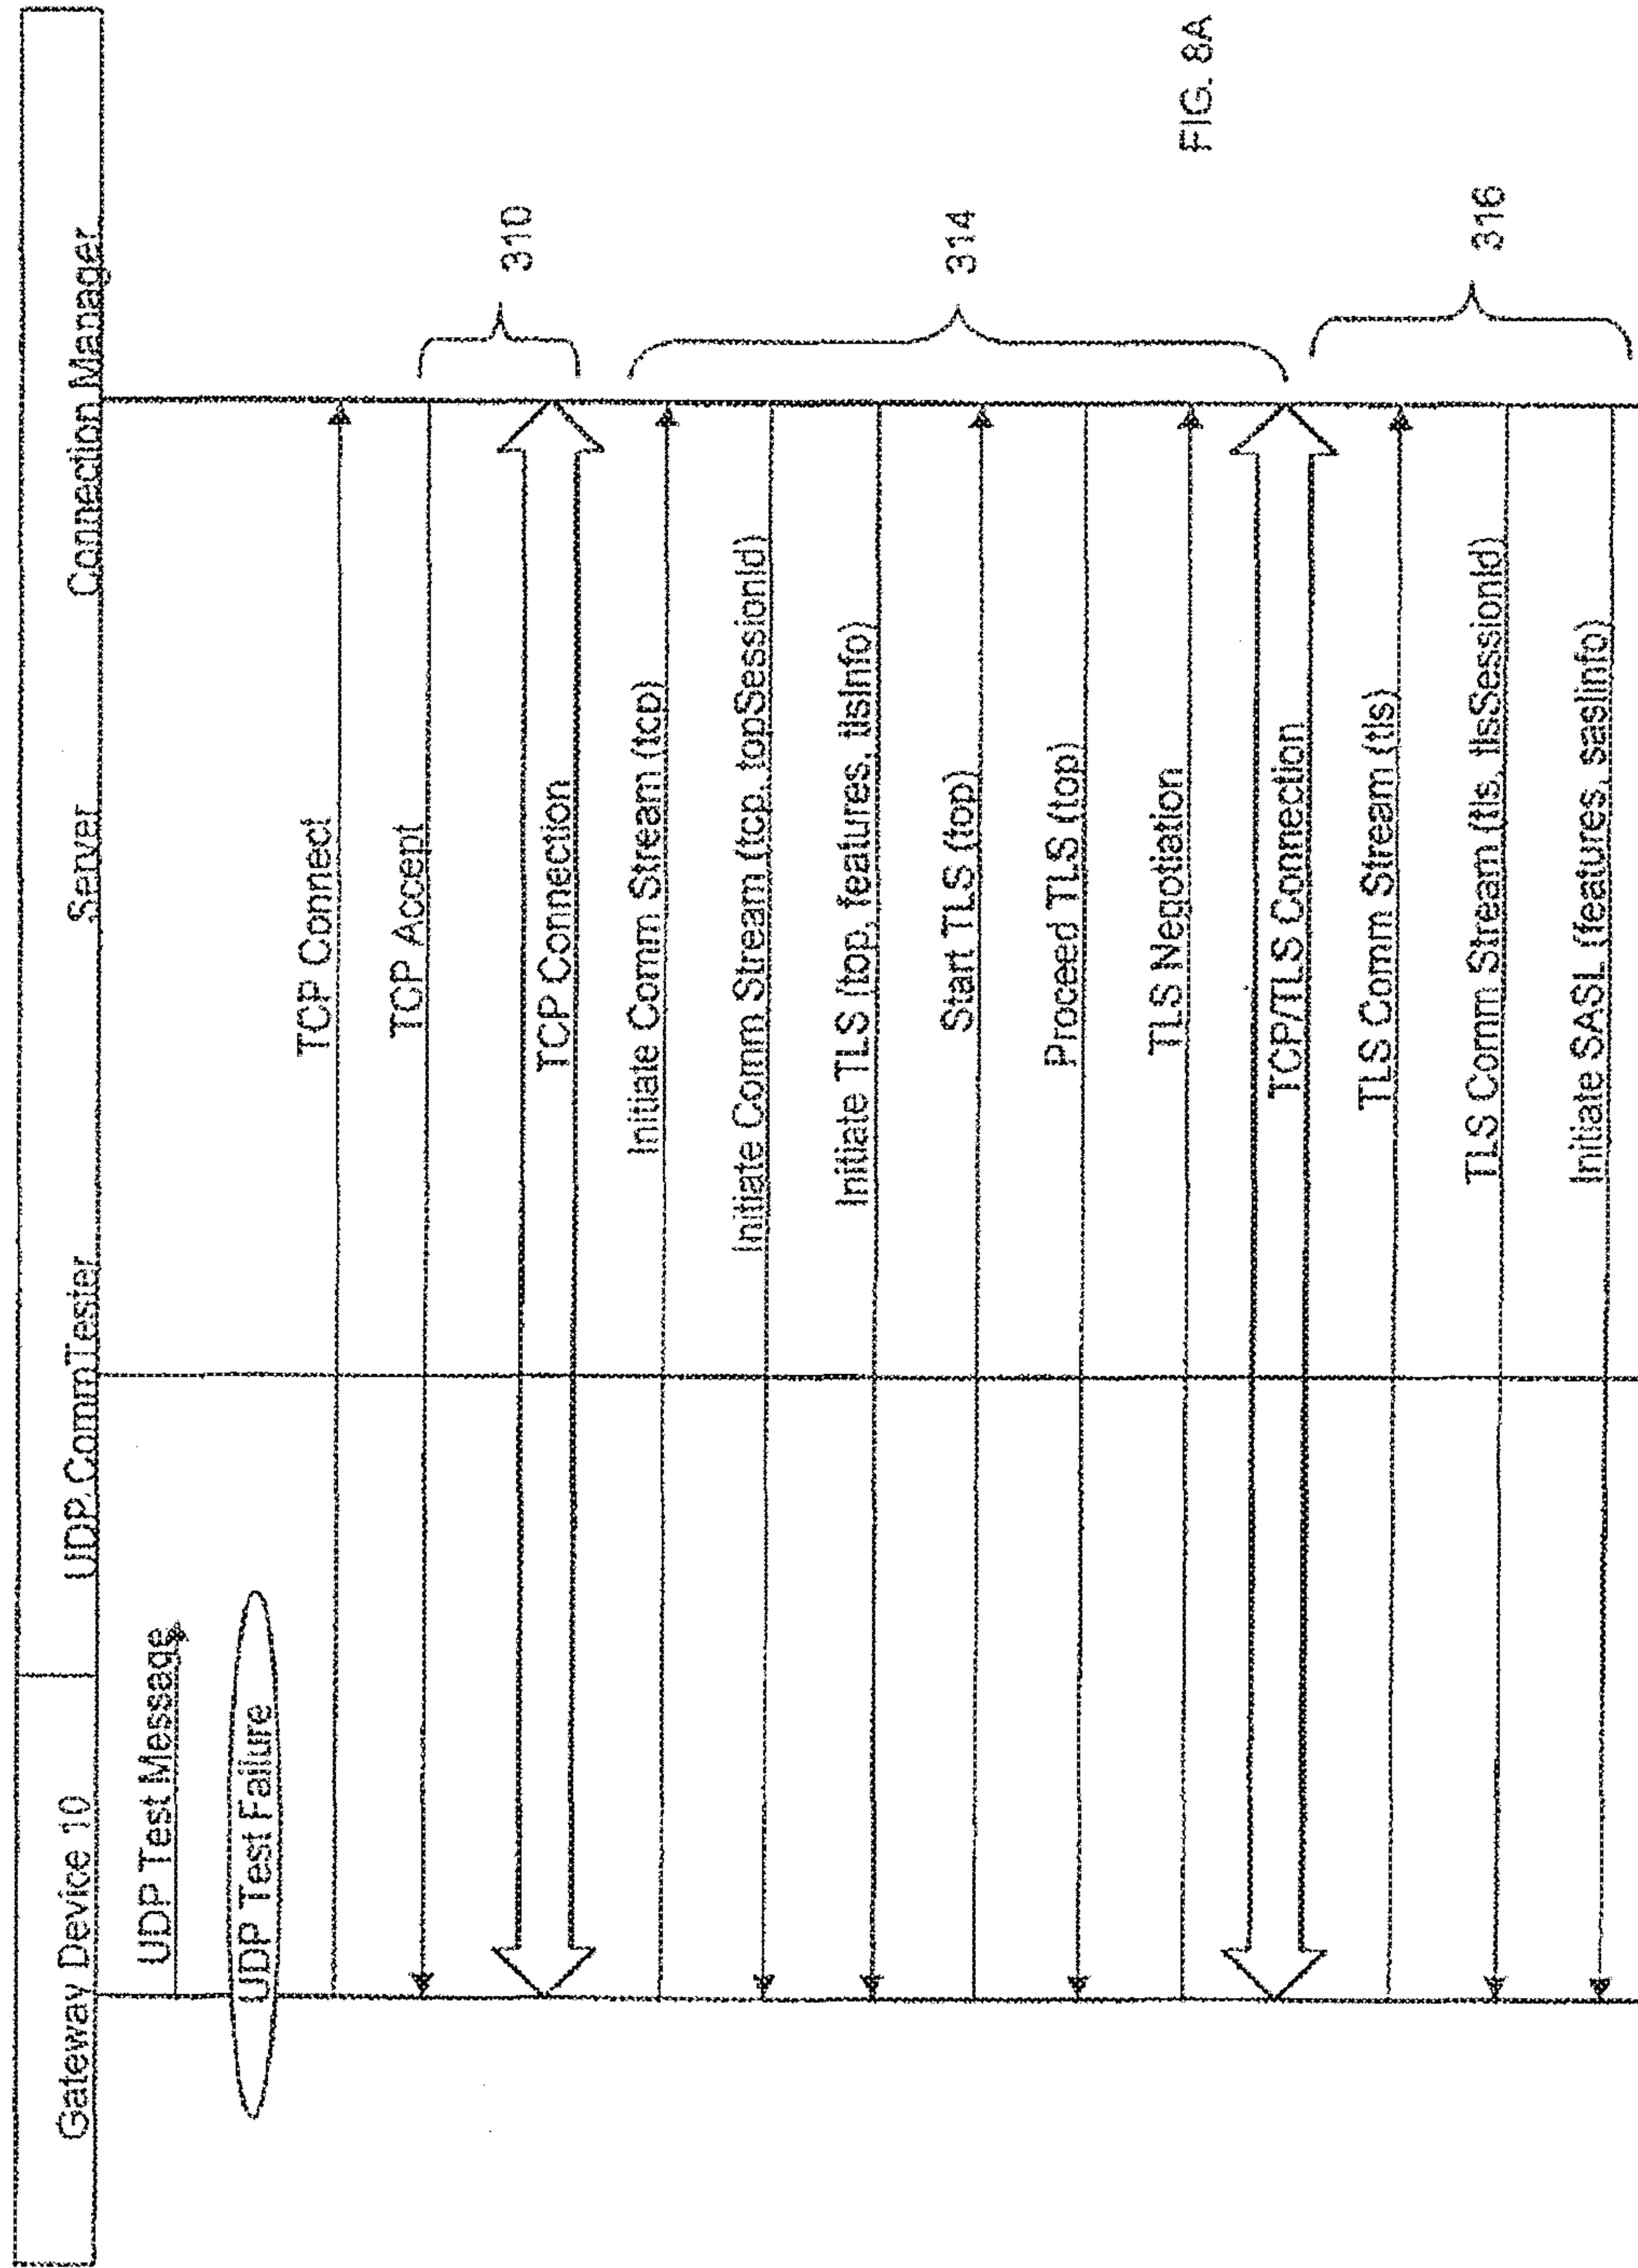 Gateway Device 10
UDP CommTester
Server
Connection Manager
UDP Test Message
UDP Test Failure
TCP Connect
TCP Accept
TCP Connection
310
Initiate Comm Stream (tcp)
Initiate Comm Stream (tcp, tcpSessionId)
Initiate TLS (tcp, features, tlsInfo)
Start TLS (tcp)
Proceed TLS (tcp)
TLS Negotiation
TCP/TLS Connection
314
TLS Comm Stream (tls)
TLS Comm Stream (tls, tlsSessionId)
Initiate SASL (features, saslInfo)
316
FIG. 8A